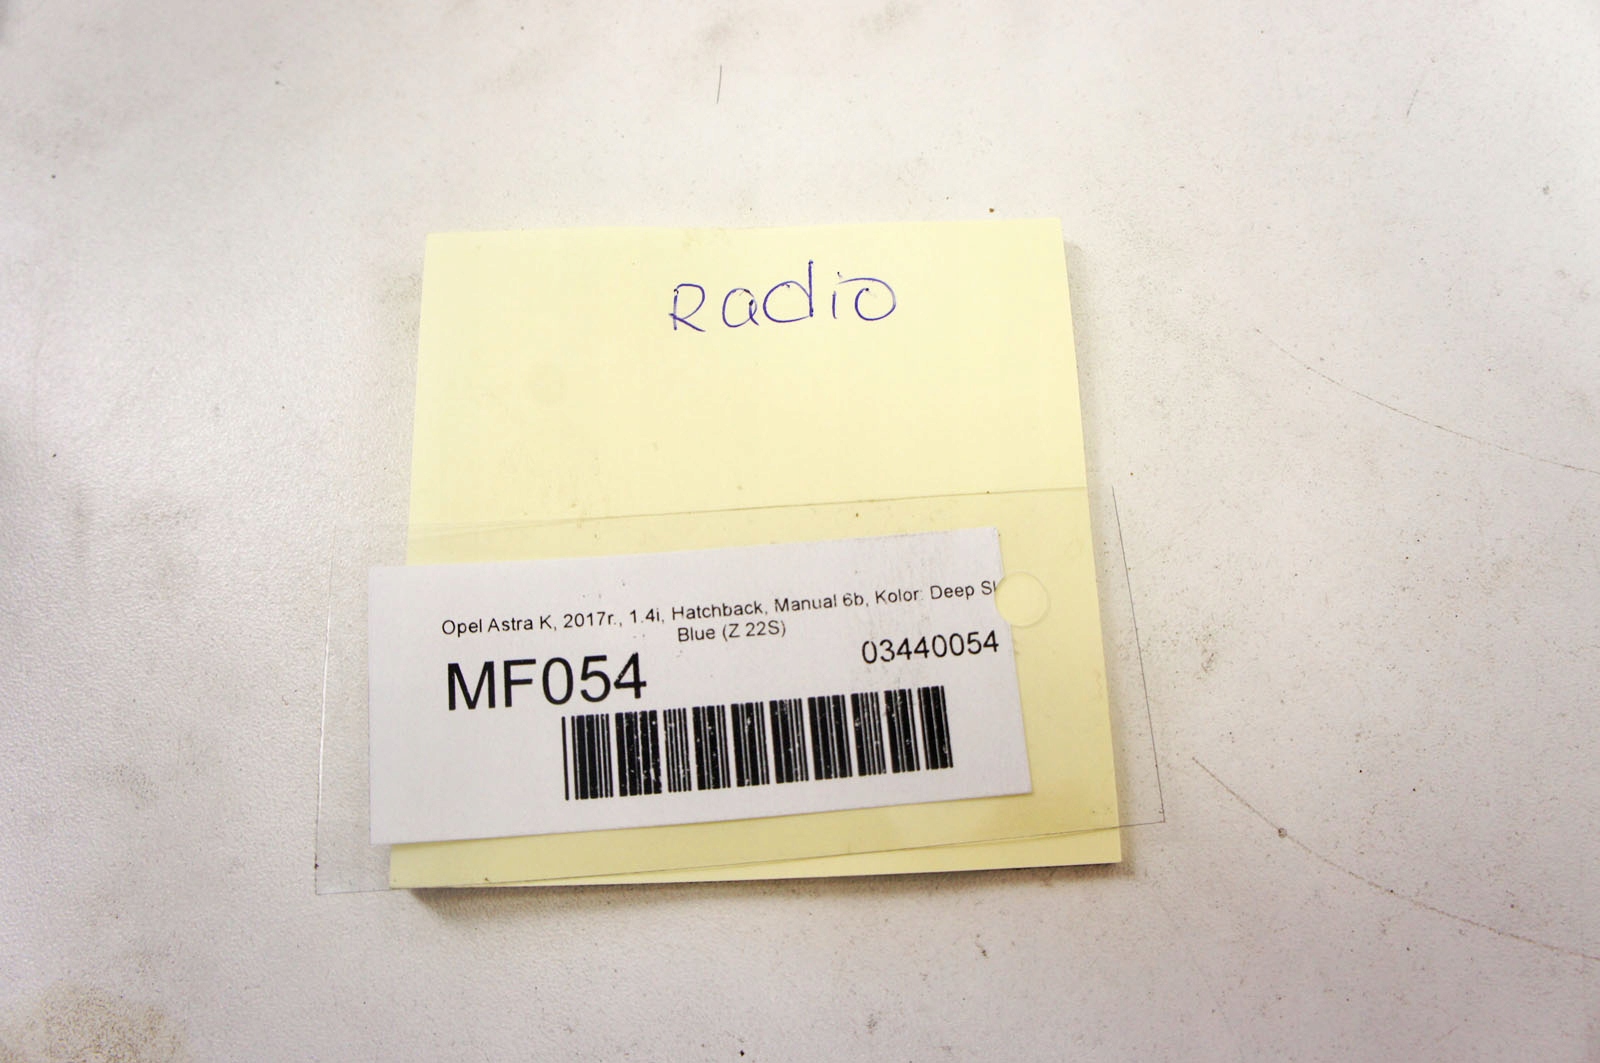 Radio
Opel Astra K, 2017r., 1.4i, Hatchback, Manual 6b, Kolor: Deep
Blue (Z 22S)
MF054
03440054